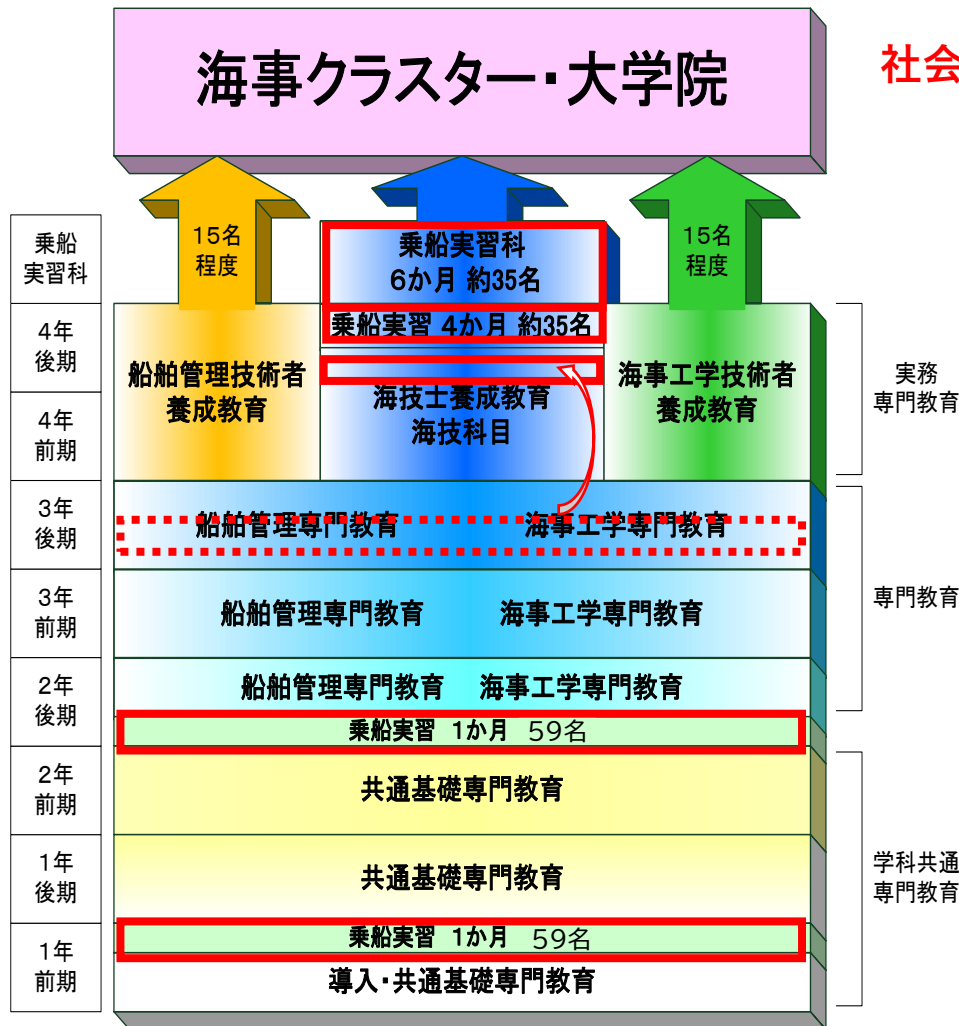 海事クラスター・大学院
社会
乗船
実習科
15名
程度
乗船実習科
6か月 約35名
15名
程度
4年
後期
乗船実習 4か月 約35名
船舶管理技術者
養成教育
海技士養成教育
海技科目
海事工学技術者
養成教育
実務
専門教育
4年
前期
3年
後期
船舶管理専門教育
海事工学専門教育
3年
前期
船舶管理専門教育
海事工学専門教育
専門教育
2年
後期
船舶管理専門教育
海事工学専門教育
乗船実習 1か月 59名
2年
前期
共通基礎専門教育
1年
後期
共通基礎専門教育
学科共通
専門教育
乗船実習 1か月 59名
1年
前期
導入・共通基礎専門教育